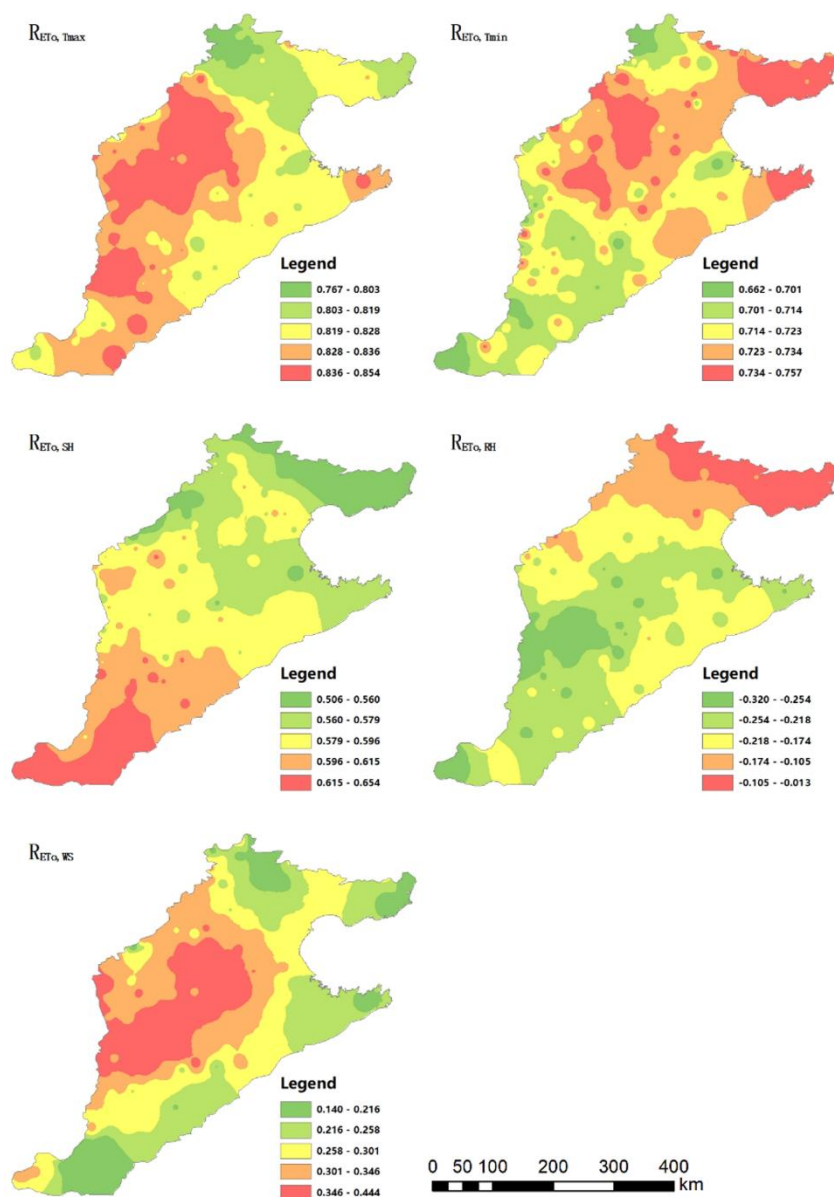 RETo, Tmax
Legend
0.767 - 0.803
0.803 - 0.819
0.819 - 0.828
0.828 - 0.836
0.836 - 0.854
RETo, Tmin
Legend
0.662 - 0.701
0.701 - 0.714
0.714 - 0.723
0.723 - 0.734
0.734 - 0.757
RETo, SH
Legend
0.506 - 0.560
0.560 - 0.579
0.579 - 0.596
0.596 - 0.615
0.615 - 0.654
RETo, RH
Legend
-0.320 - -0.254
-0.254 - -0.218
-0.218 - -0.174
-0.174 - -0.105
-0.105 - -0.013
RETo, WS
Legend
0.140 - 0.216
0.216 - 0.258
0.258 - 0.301
0.301 - 0.346
0.346 - 0.444
0 50 100 200 300 400
km